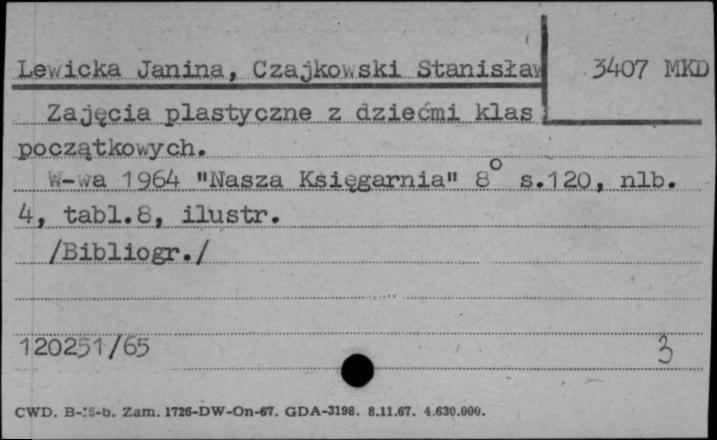 Lewicka Janina, Czajkowski Stanisław
3407 MKD
Zajęcia plastyczne z dziećmi klas
początkowych.
W-wa 1964 "Nasza Księgarnia" 8° s.120, nlb.
4, tabl.8, ilustr.
/Bibliogr./
120251/65
3
CWD. Zam. 1726-DW-On-67. GDA-3198. 8.11.67. 4.630.000.